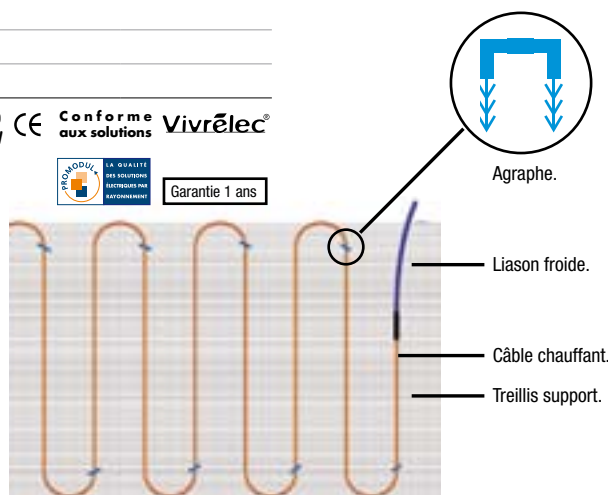 CE Conforme
aux solutions
Vivrélec®
PROMODUL
LA QUALITÉ
DES SOLUTIONS
ÉLECTRIQUES PAR
RAYONNEMENT
Garantie 1 ans
Agraphe.
Liason froide.
Câble chauffant.
Treillis support.